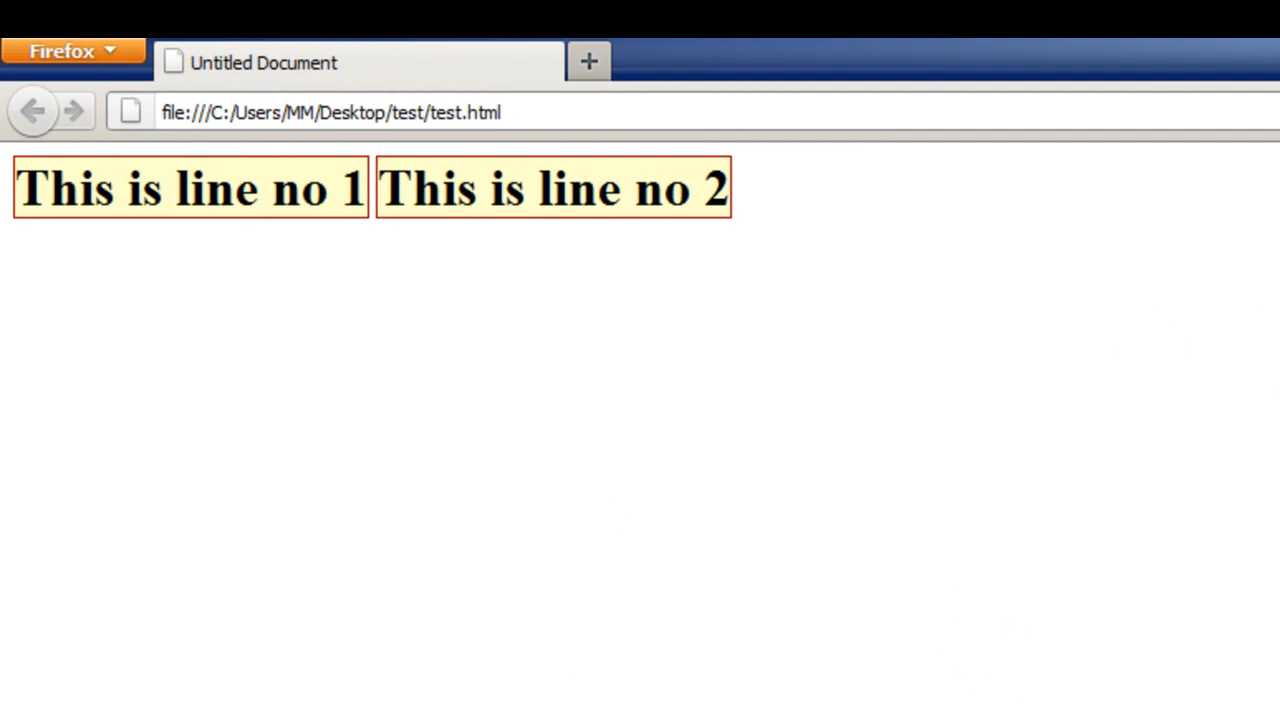 Firefox
Untitled Document
file:///C:/Users/MM/Desktop/test/test.html
This is line no 1 This is line no 2